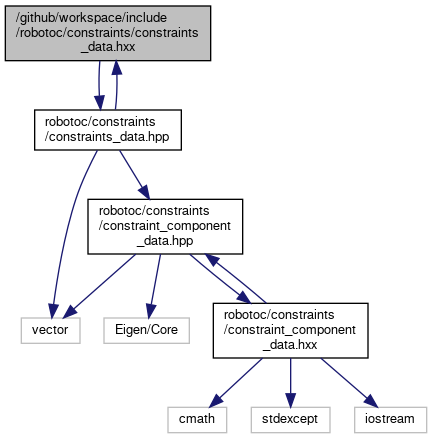 /github/workspace/include
/robotoc/constraints/constraints
_data.hxx
robotoc/constraints
/constraints_data.hpp
robotoc/constraints
/constraint_component
_data.hpp
vector
Eigen/Core
robotoc/constraints
/constraint_component
_data.hxx
cmath
stdexcept
iostream